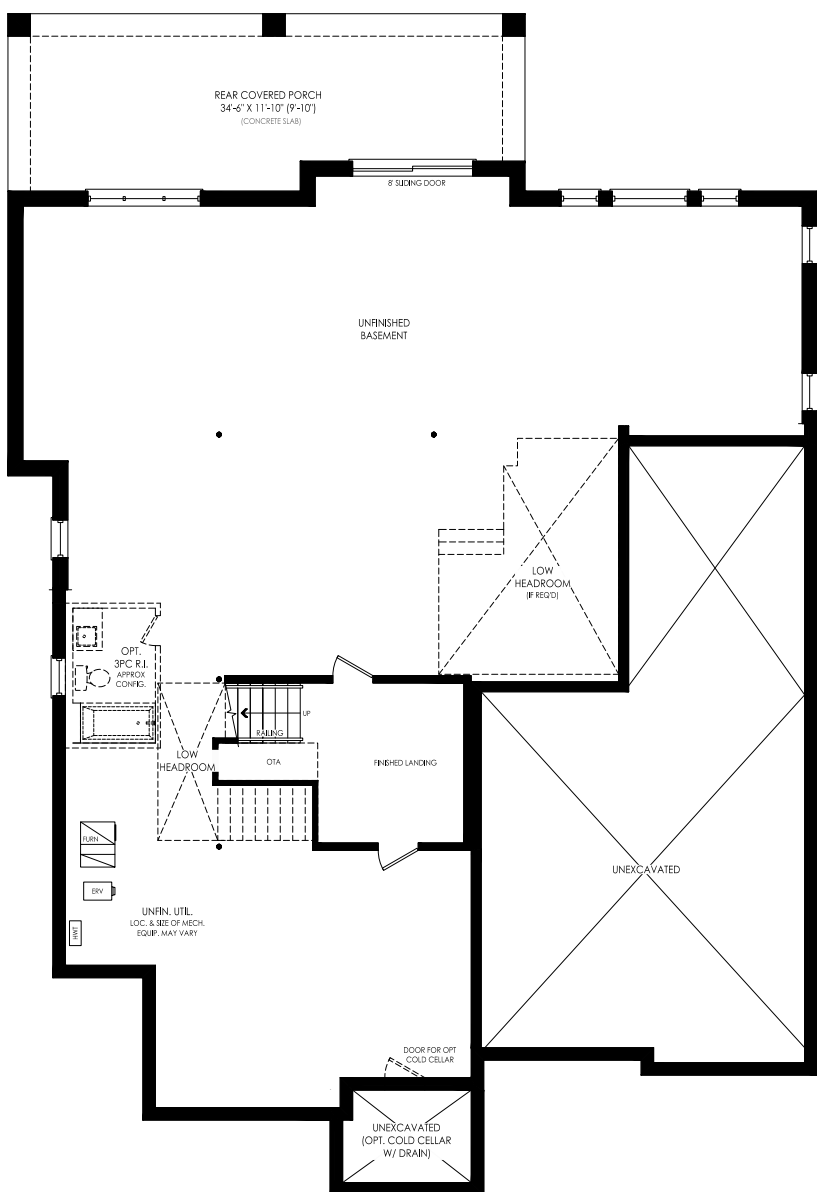 REAR COVERED PORCH
34'-6" X 11'-10" (9'-10")
(CONCRETE SLAB)
8' SLIDING DOOR
UNFINISHED
BASEMENT
LOW
HEADROOM
(IF REQ'D)
OPT.
3PC R.I.
APPROX
CONFIG.
UP
RAILING
LOW
HEADROOM
OTA
FINISHED LANDING
FURN
ERV
HWT
UNFIN. UTIL.
LOC. & SIZE OF MECH.
EQUIP. MAY VARY
UNEXCAVATED
DOOR FOR OPT
COLD CELLAR
UNEXCAVATED
(OPT. COLD CELLAR
W/ DRAIN)